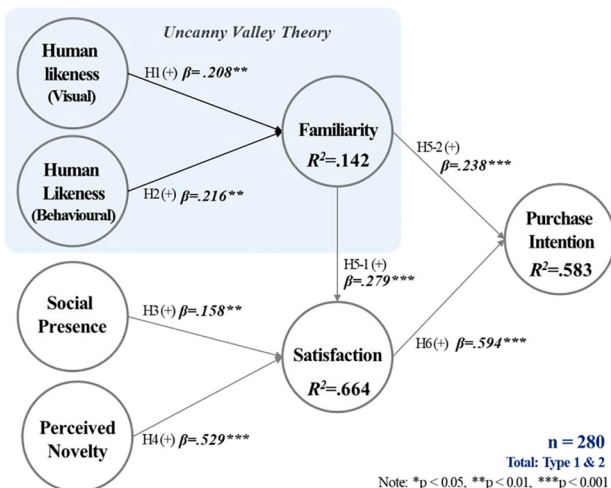 Uncanny Valley Theory
Human
likeness
(Visual)
H1(+) β= .208**
Familiarity
R²=.142
Human
Likeness
(Behavioural)
H2(+) β=.216**
H5-2(+)
β=.238***
Purchase
Intention
R²=.583
H5-1(+)
β=.279***
Social
Presence
H3(+) β=.158**
Satisfaction
R²=.664
H6(+) β=.594***
Perceived
Novelty
H4(+) β=.529***
n = 280
Total: Type 1 & 2
Note: *p < 0.05, **p < 0.01, ***p < 0.001